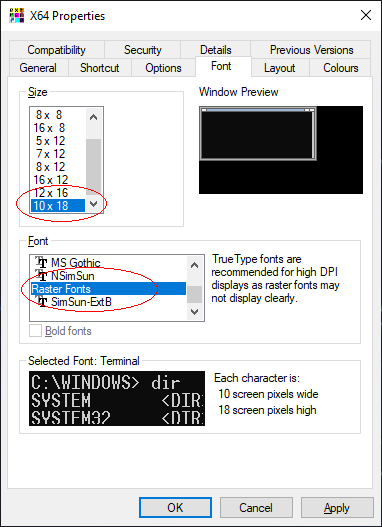 X64 Properties
Compatibility Security Details Previous Versions
General Shortcut Options Font Layout Colours
Size
8 x 8
16 x 8
5 x 12
7 x 12
8 x 12
16 x 12
12 x 16
10 x 18
Window Preview
Font
MS Gothic
NSimSun
Raster Fonts
SimSun-ExtB
Bold fonts
TrueType fonts are
recommended for high DPI
displays as raster fonts may
not display clearly.
Selected Font: Terminal
C:\WINDOWS> dir
SYSTEM <DIR
SYSTEM32 <DIR
Each character is:
10 screen pixels wide
18 screen pixels high
OK Cancel Apply